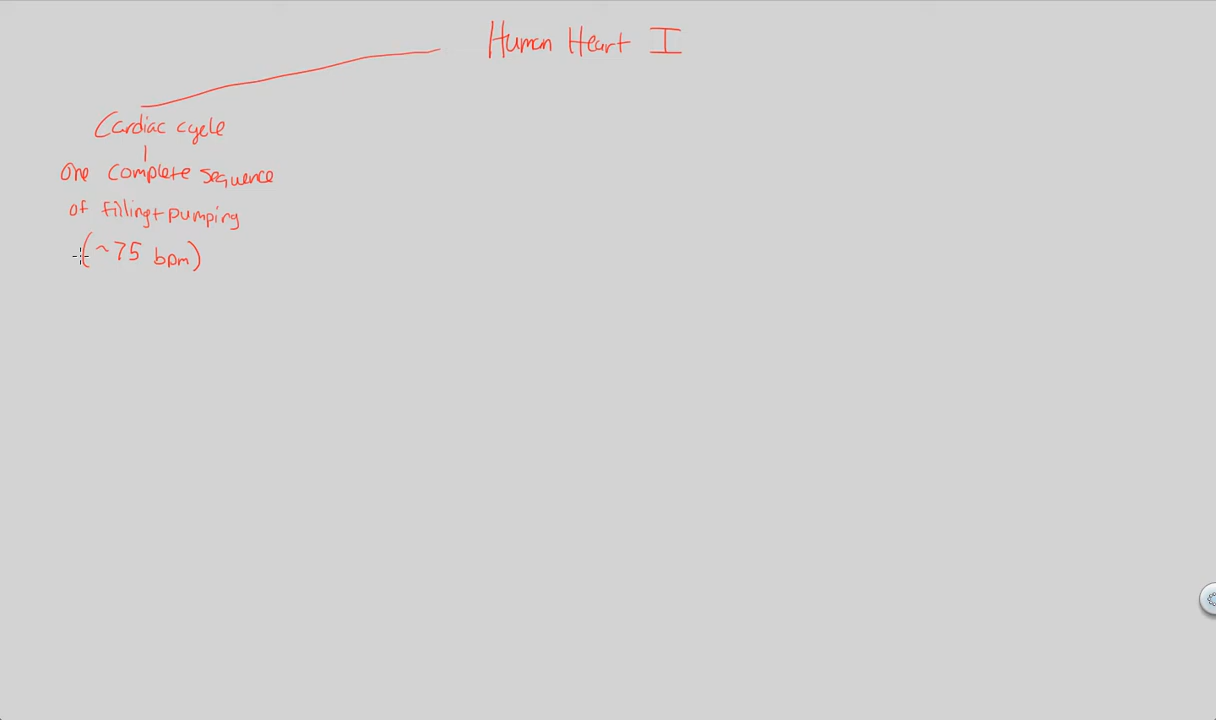 Human Heart I
Cardiac cycle
One complete sequence
of filling+pumping
(~75 bpm)